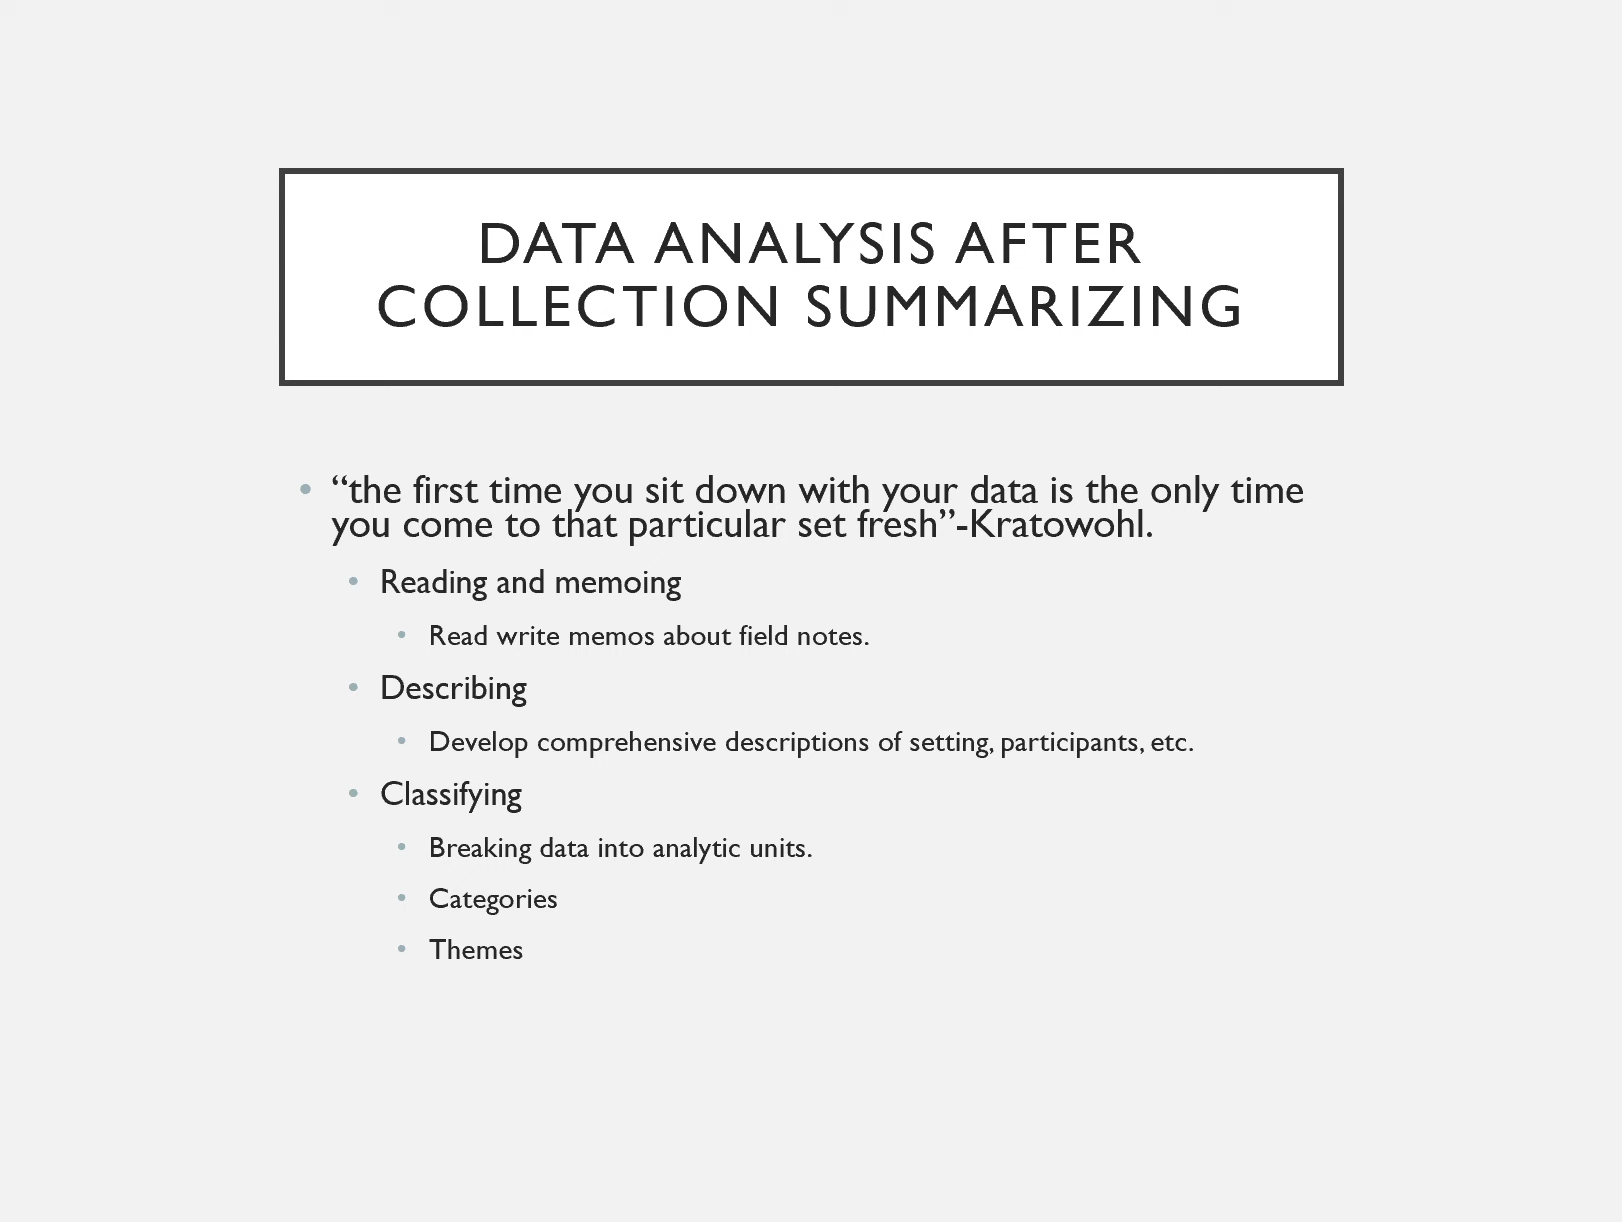 DATA ANALYSIS AFTER
COLLECTION SUMMARIZING
• “the first time you sit down with your data is the only time
you come to that particular set fresh”-Kratowohl.
• Reading and memoing
• Read write memos about field notes.
• Describing
• Develop comprehensive descriptions of setting, participants, etc.
• Classifying
• Breaking data into analytic units.
• Categories
• Themes